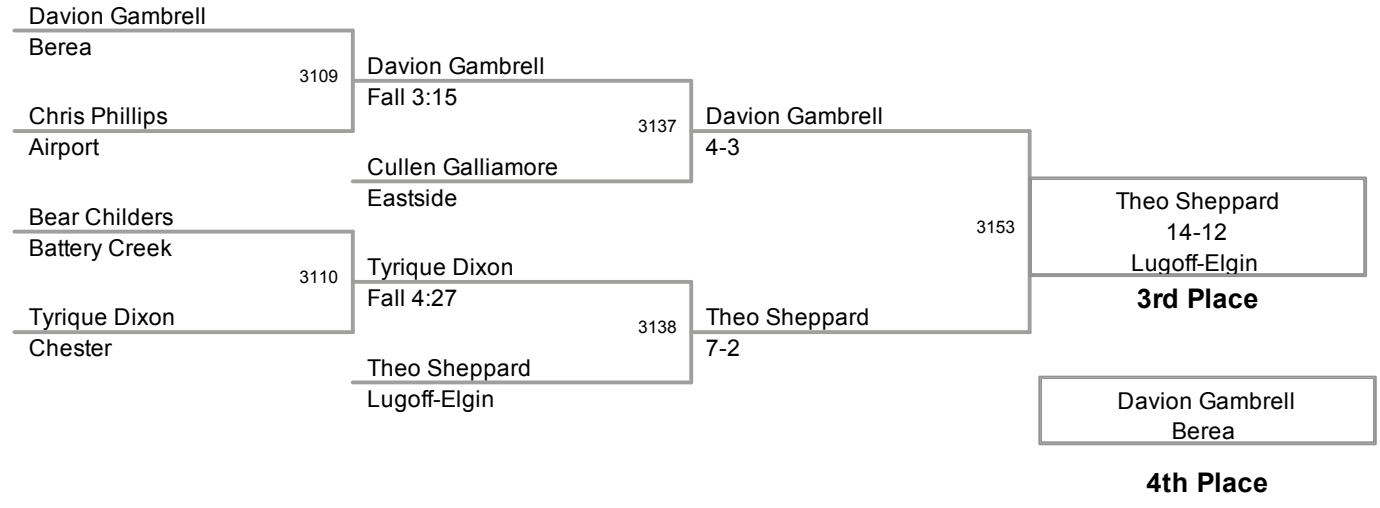 Davion Gambrell
Berea
3109
Chris Phillips
Airport
Bear Childers
Battery Creek
3110
Tyrique Dixon
Chester
Davion Gambrell
Fall 3:15
3137
Cullen Galliamore
Eastside
Tyrique Dixon
Fall 4:27
3138
Theo Sheppard
Lugoff-Elgin
Davion Gambrell
4-3
3153
Theo Sheppard
7-2
Theo Sheppard
14-12
Lugoff-Elgin
3rd Place
Davion Gambrell
Berea
4th Place